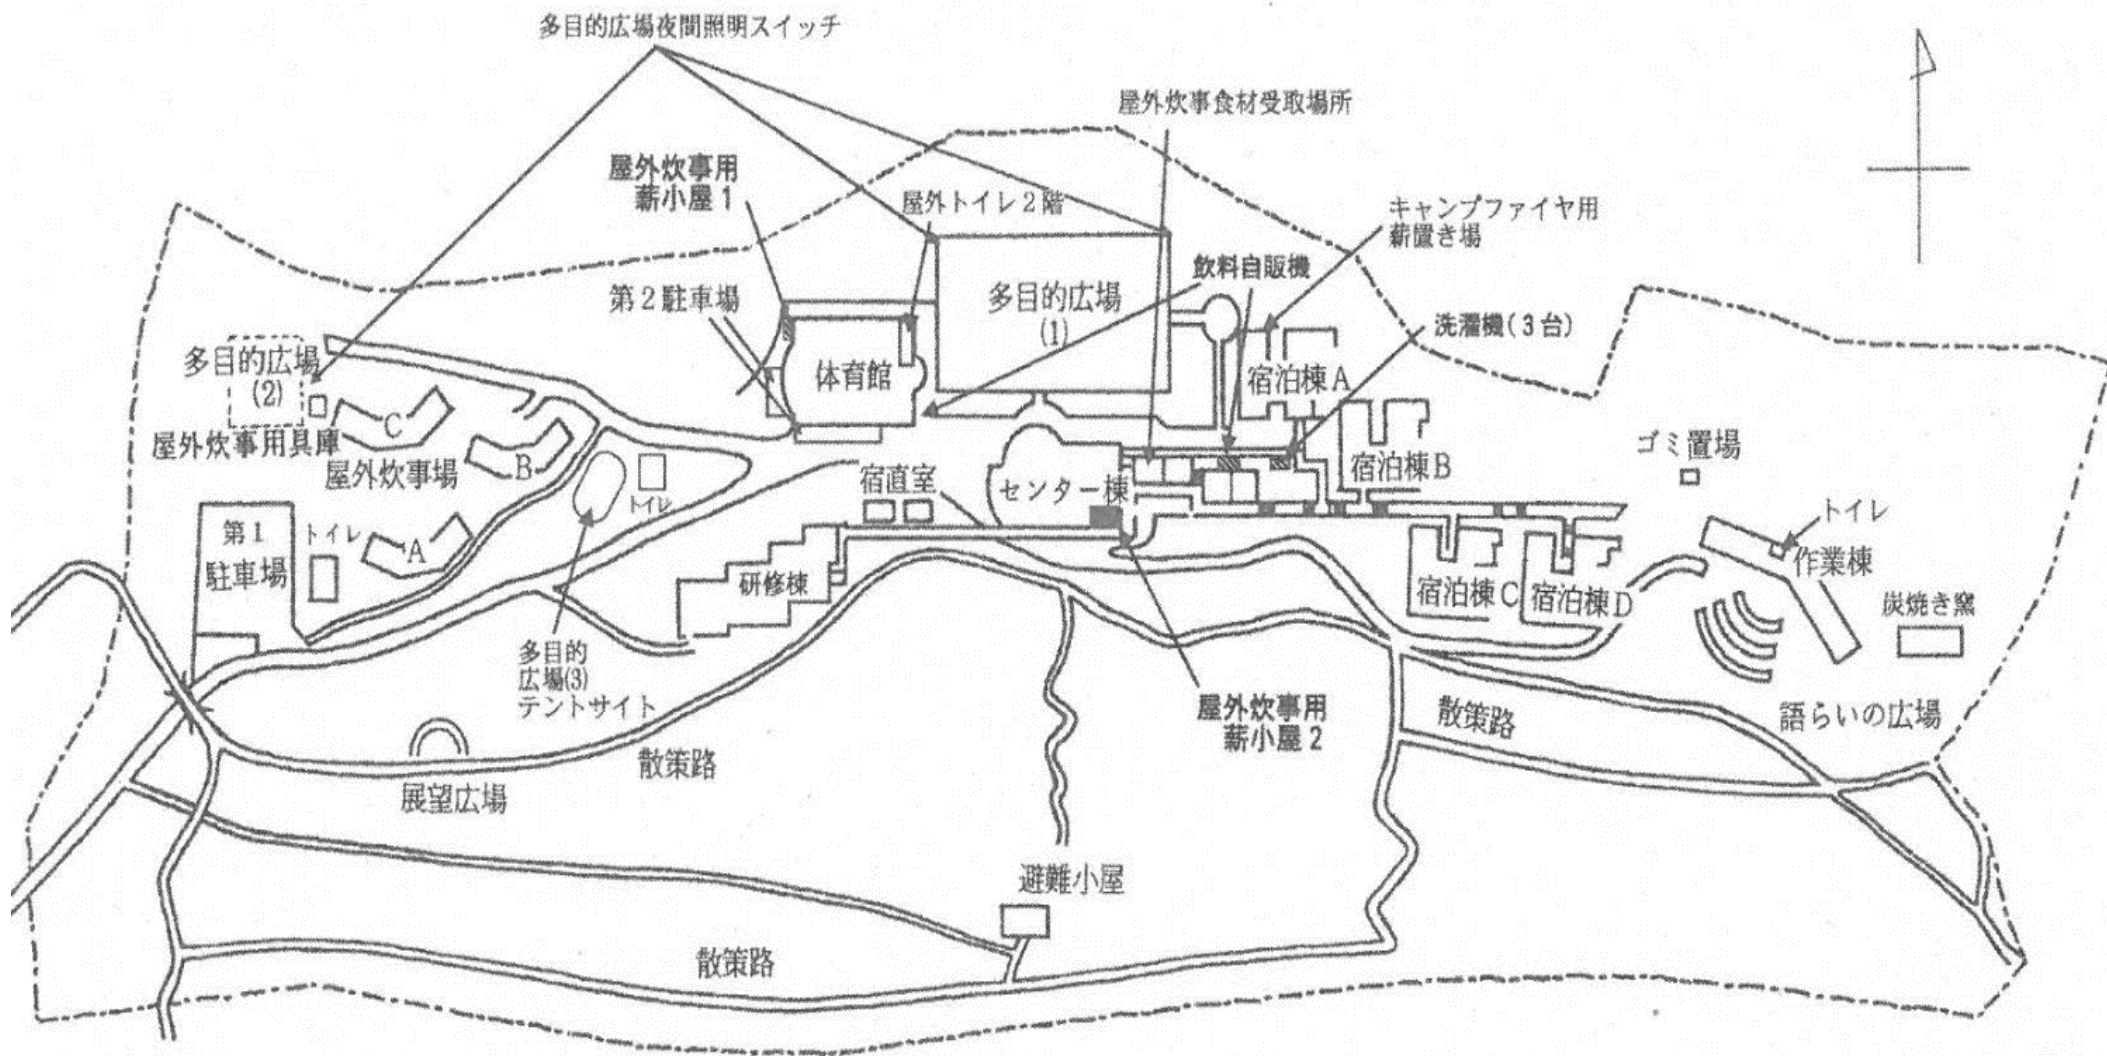 多目的広場夜間照明スイッチ
屋外炊事食材受取場所
屋外炊事用
薪小屋1
屋外トイレ2階
キャンプファイヤ用
薪置き場
飲料自販機
第2駐車場
多目的広場
(1)
洗濯機(3台)
多目的広場
(2)
体育館
宿泊棟A
C
屋外炊事用具庫
B
屋外炊事場
宿泊棟B
ゴミ置場
宿直室
センター棟
トイレ
トイレ
第1
駐車場
トイレ
A
作業棟
研修棟
宿泊棟C
宿泊棟D
炭焼き窯
多目的
広場(3)
テントサイト
屋外炊事用
薪小屋2
散策路
語らいの広場
散策路
展望広場
避難小屋
散策路